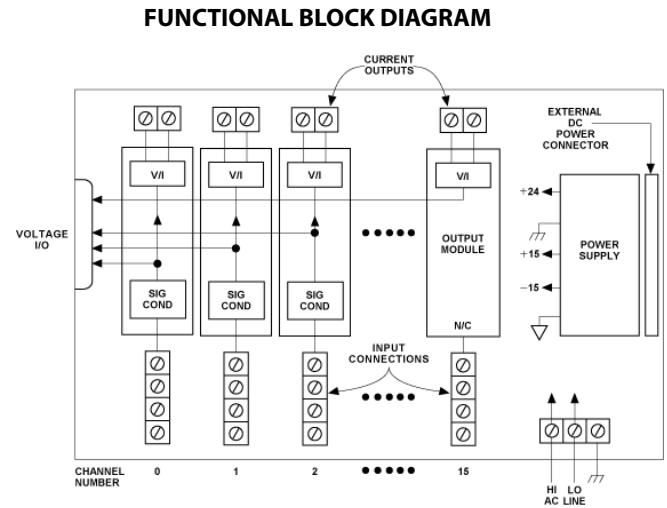 FUNCTIONAL BLOCK DIAGRAM
CURRENT
OUTPUTS
EXTERNAL
DC
POWER
CONNECTOR
V/I
V/I
V/I
V/I
+24
VOLTAGE
I/O
OUTPUT
MODULE
POWER
SUPPLY
+15
−15
SIG
COND
SIG
COND
SIG
COND
N/C
INPUT
CONNECTIONS
CHANNEL
NUMBER
0
1
2
15
HI
AC
LO
LINE